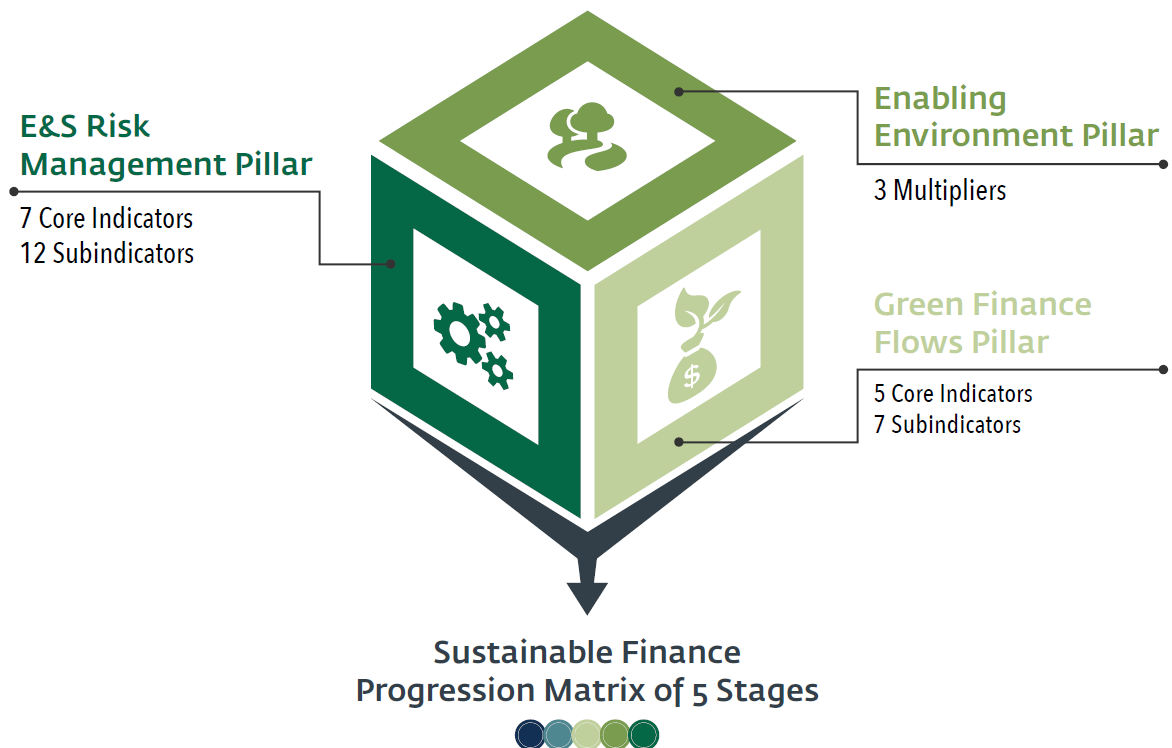 E&S Risk
Management Pillar
7 Core Indicators
12 Subindicators
Enabling
Environment Pillar
3 Multipliers
Green Finance
Flows Pillar
5 Core Indicators
7 Subindicators
$
Sustainable Finance
Progression Matrix of 5 Stages